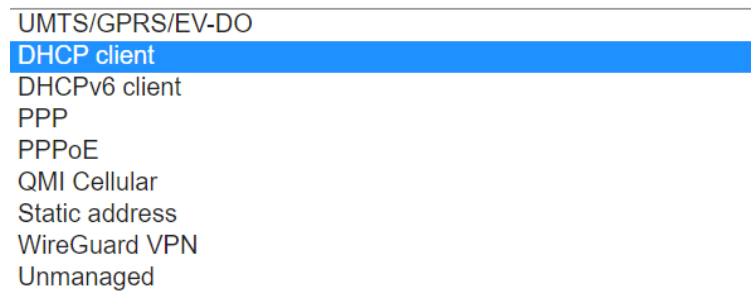 UMTS/GPRS/EV-DO
DHCP client
DHCPv6 client
PPP
PPPoE
QMI Cellular
Static address
WireGuard VPN
Unmanaged